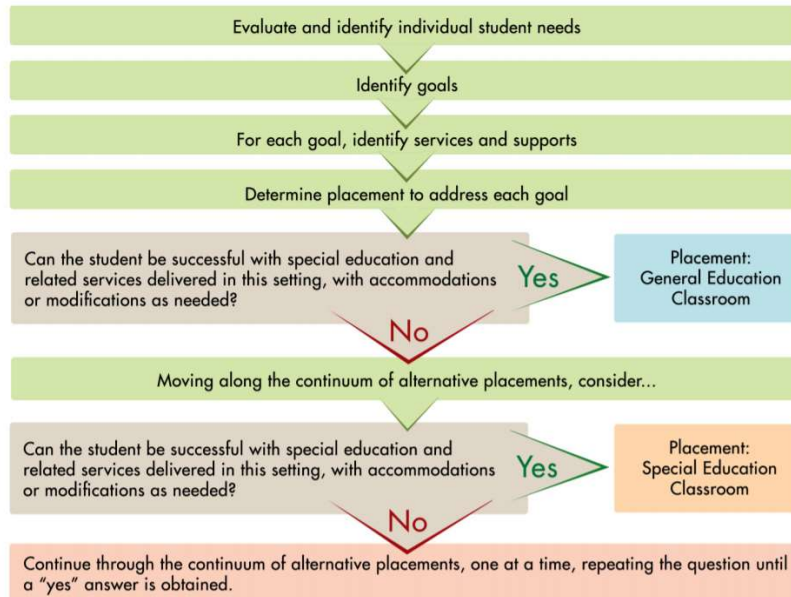 Evaluate and identify individual student needs
Identify goals
For each goal, identify services and supports
Determine placement to address each goal
Can the student be successful with special education and
related services delivered in this setting, with accommodations
or modifications as needed?
Yes
Placement:
General Education
Classroom
No
Moving along the continuum of alternative placements, consider...
Can the student be successful with special education and
related services delivered in this setting, with accommodations
or modifications as needed?
Yes
Placement:
Special Education
Classroom
No
Continue through the continuum of alternative placements, one at a time, repeating the question until
a “yes” answer is obtained.